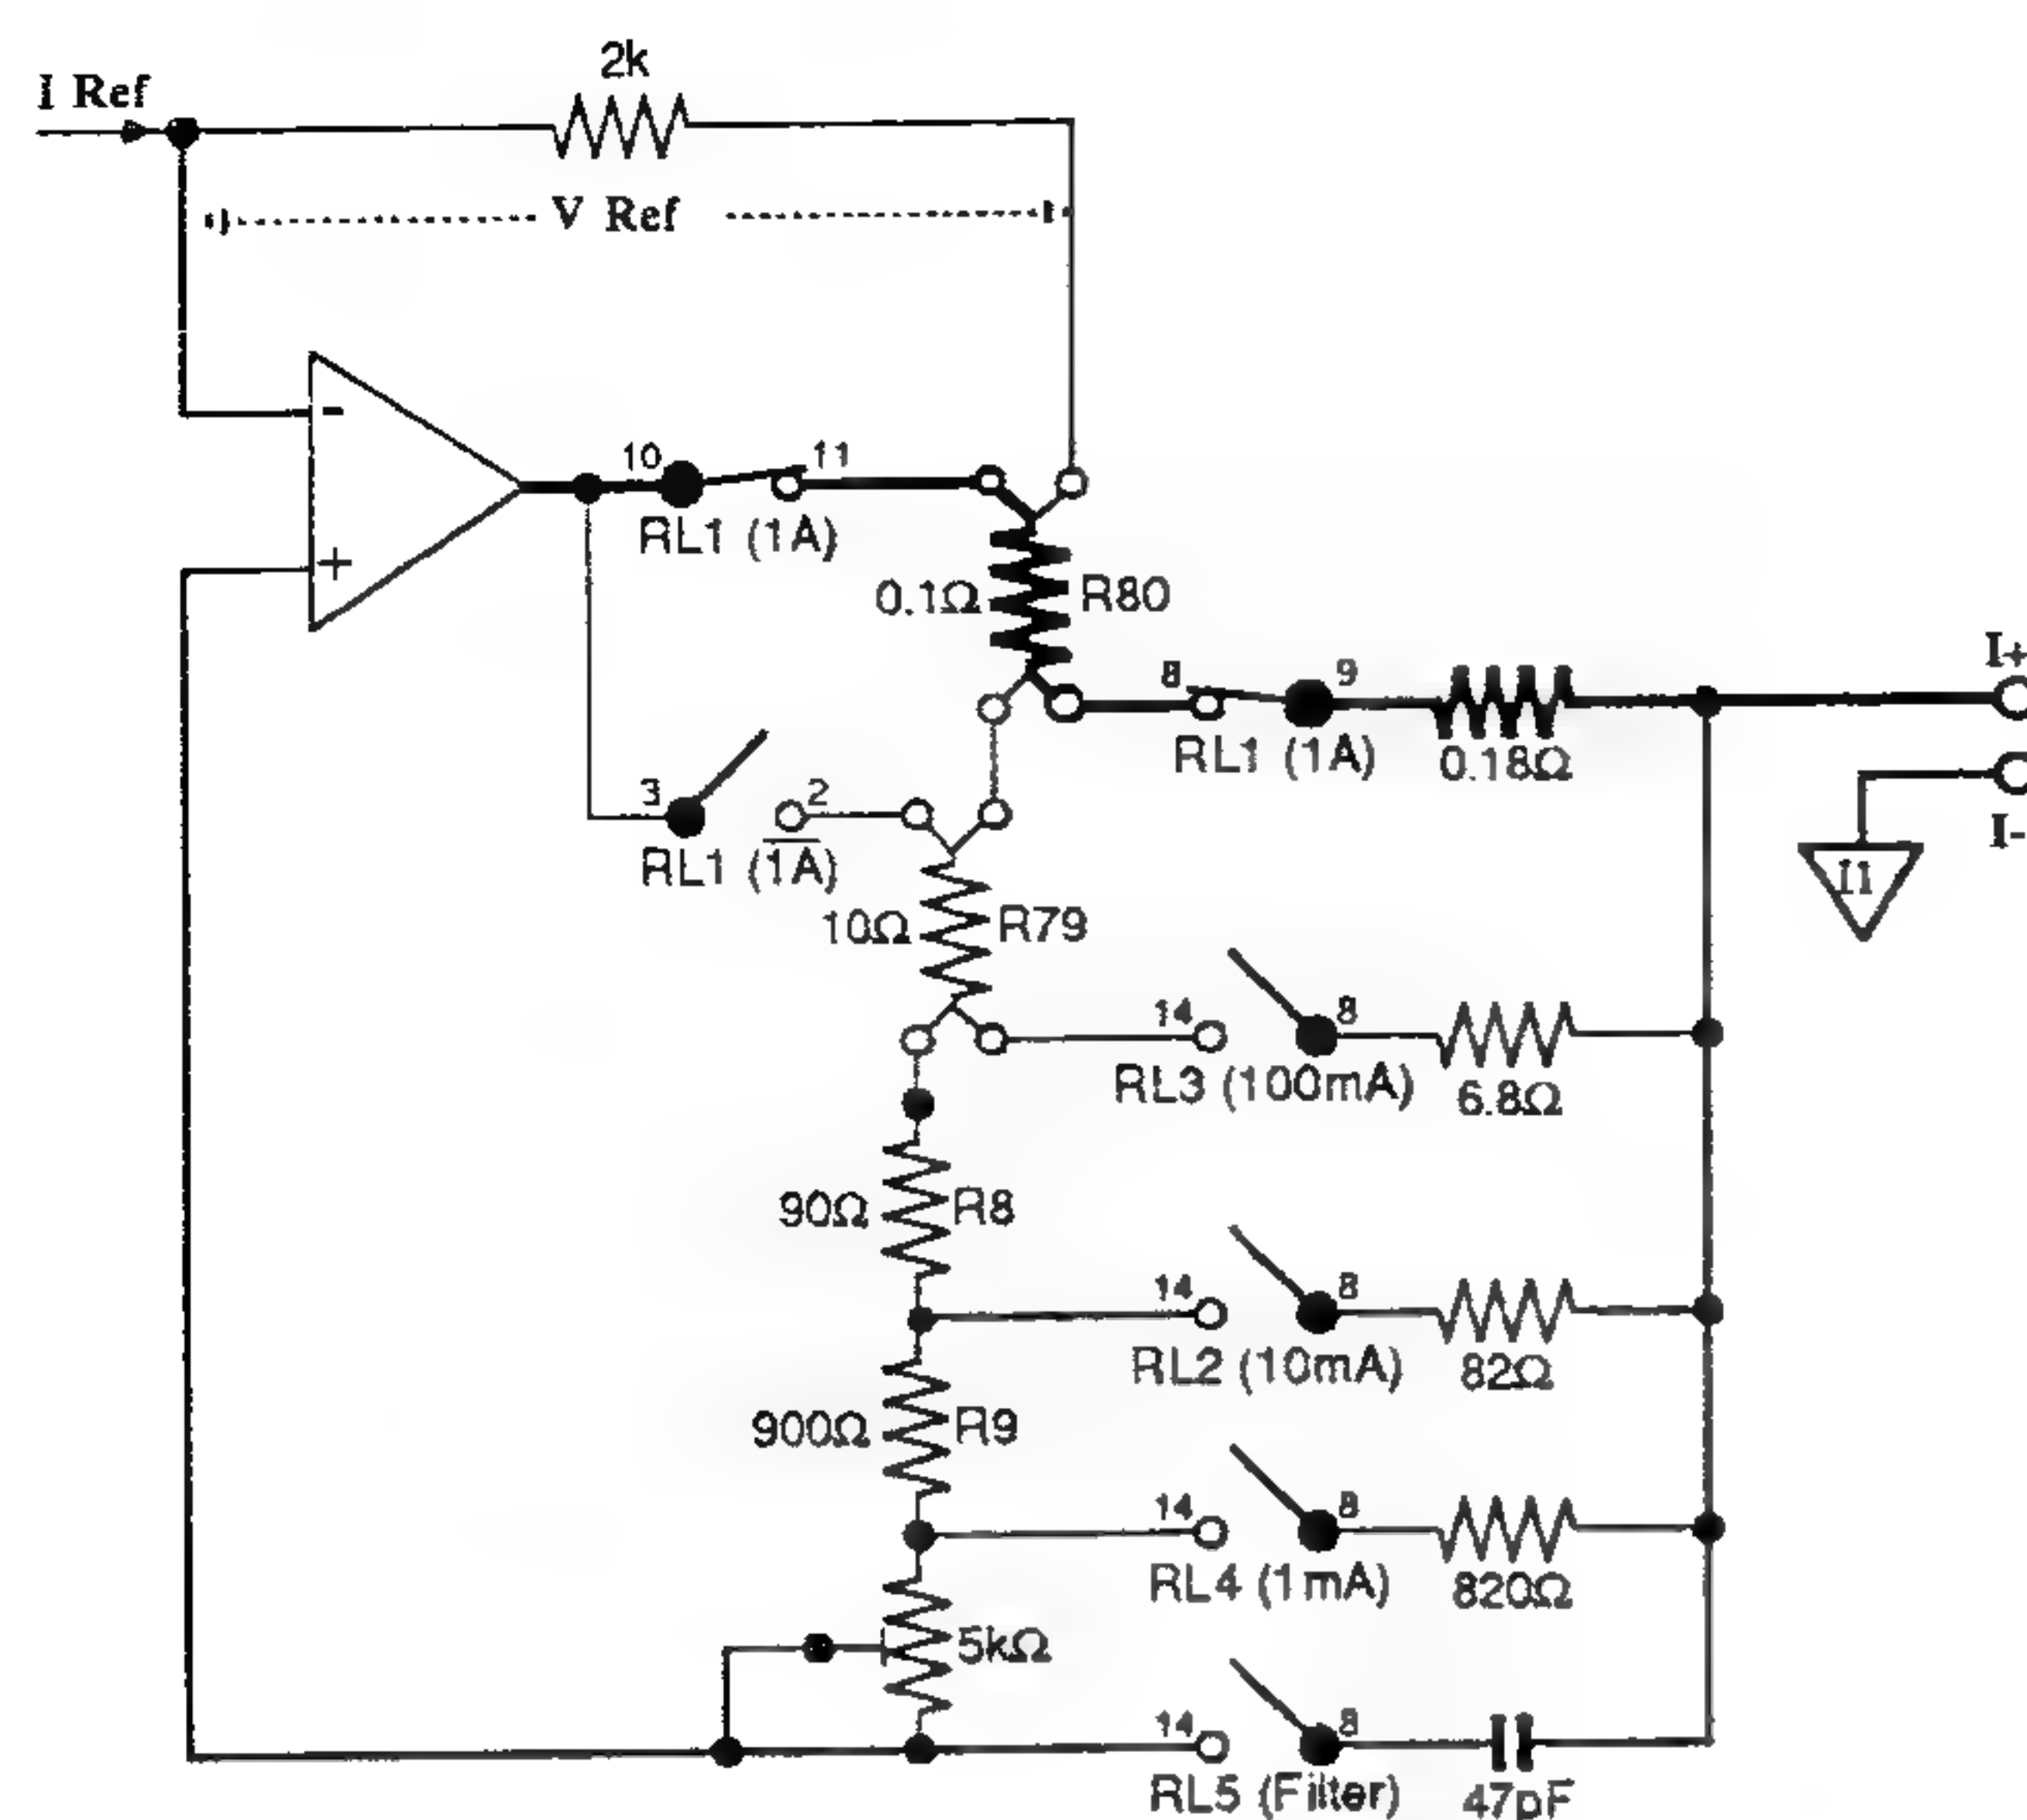 2k
I Ref
V Ref
-
10
11
RL1 (1A)
+
0.1Ω
R80
I+
8
9
RL1 (1A)
0.18Ω
3
2
I-
RL1 (1A̅)
I1
10Ω
R79
14
8
RL3 (100mA)
6.8Ω
90Ω
R8
14
8
RL2 (10mA)
82Ω
900Ω
R9
14
8
RL4 (1mA)
820Ω
5kΩ
14
8
RL5 (Filter)
47pF